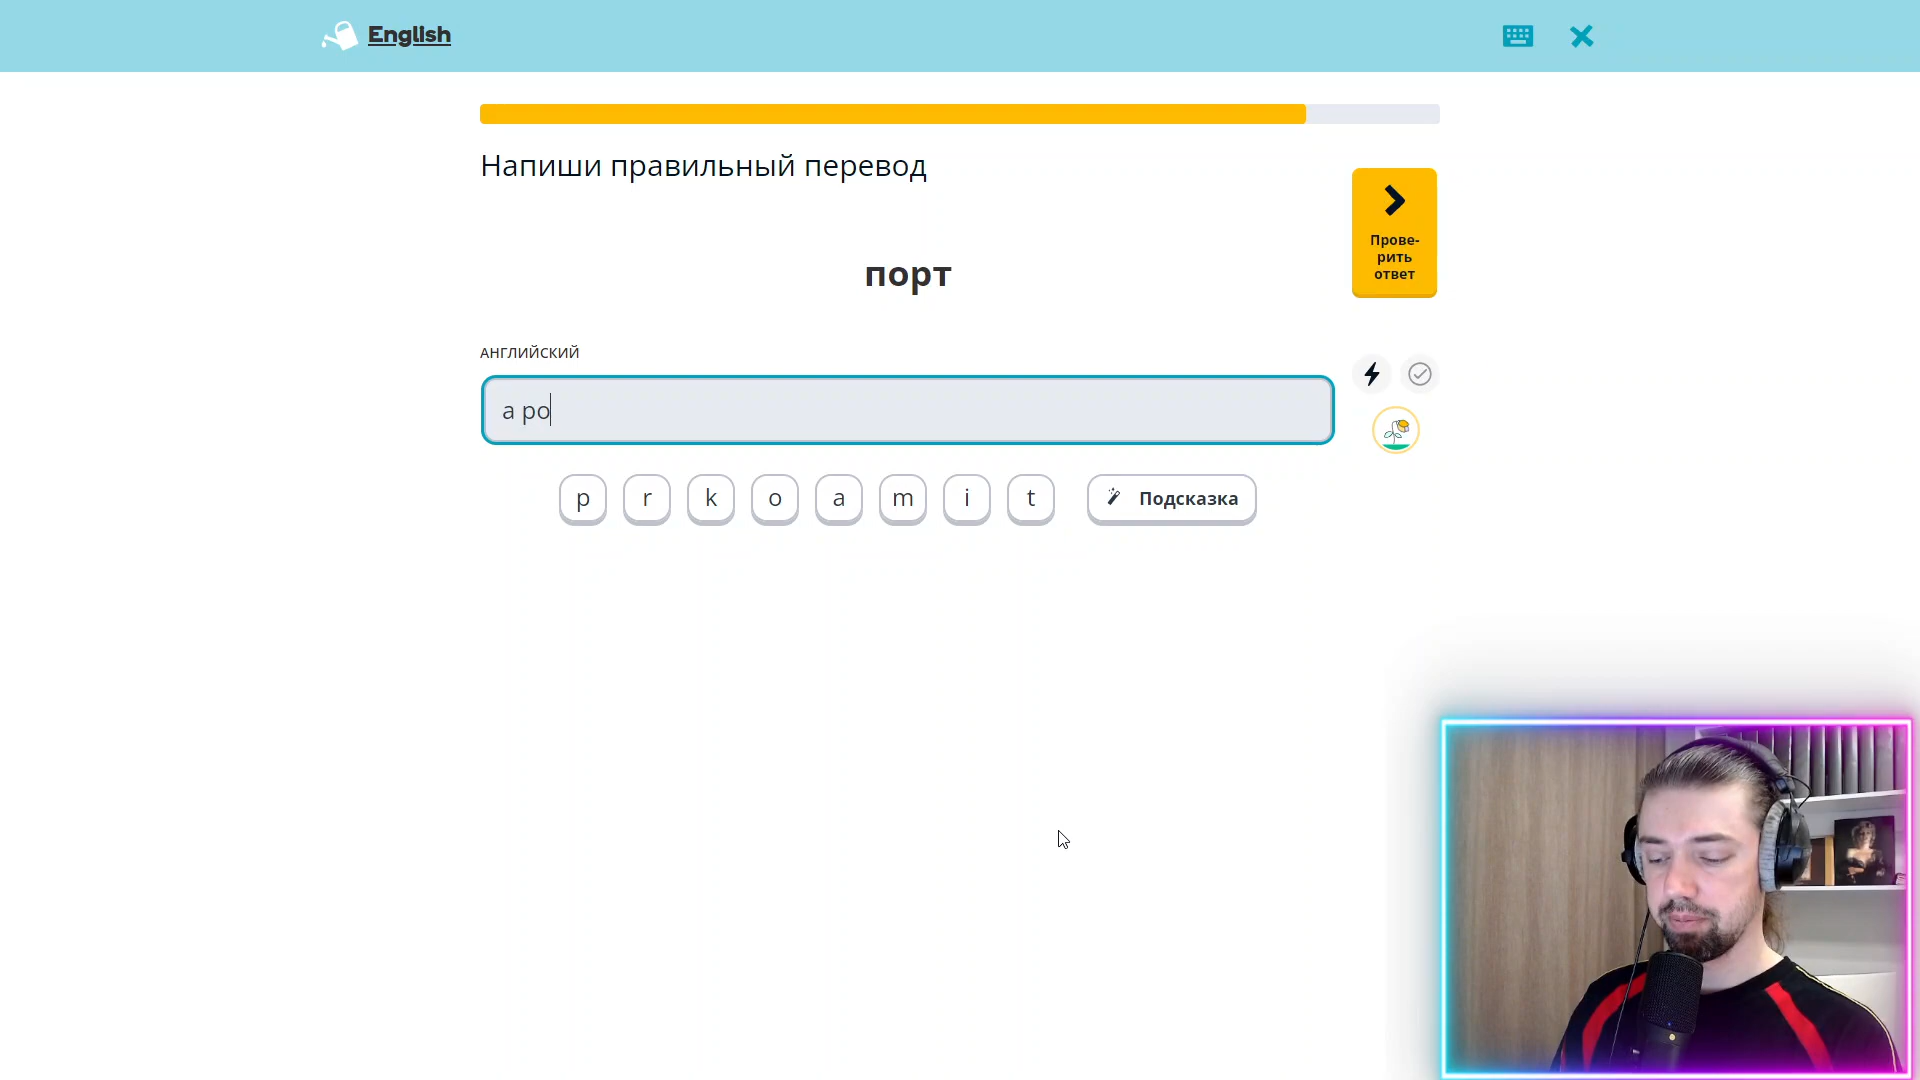 English
Напиши правильный перевод
Прове-
рить
ответ
порт
АНГЛИЙСКИЙ
a po
p r k o a m i t Подсказка